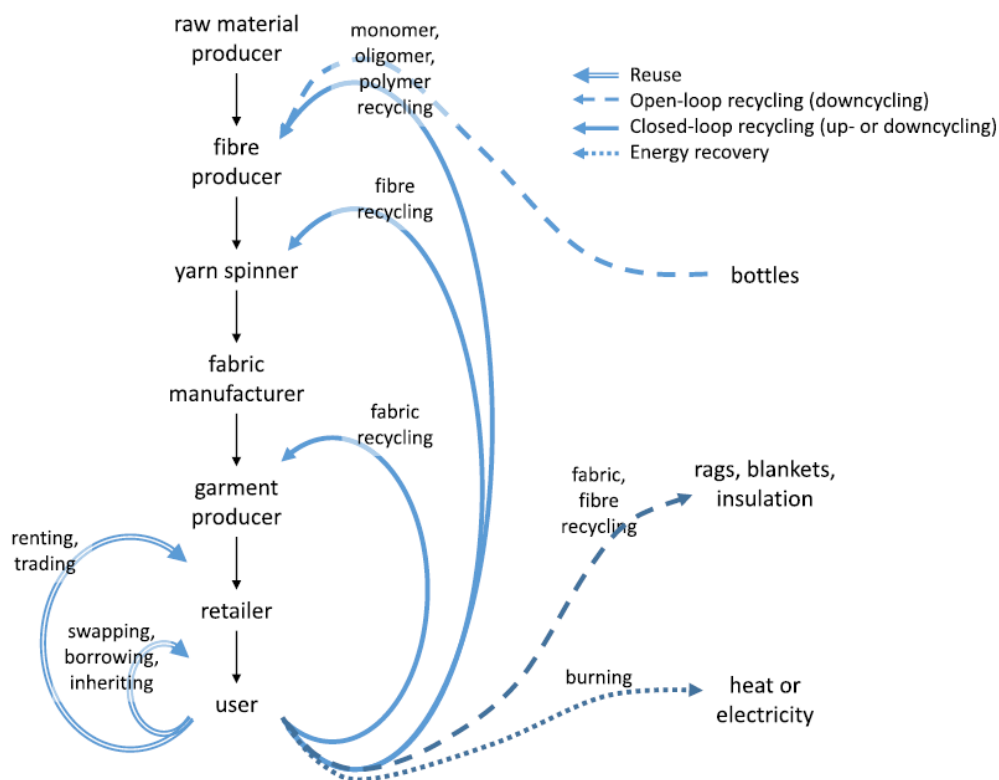 raw material
producer
monomer,
oligomer,
polymer
recycling
Reuse
Open-loop recycling (downcycling)
Closed-loop recycling (up- or downcycling)
Energy recovery
fibre
producer
fibre
recycling
yarn spinner
bottles
fabric
manufacturer
fabric
recycling
garment
producer
fabric,
fibre
recycling
rags, blankets,
insulation
renting,
trading
retailer
swapping,
borrowing,
inheriting
user
burning
heat or
electricity